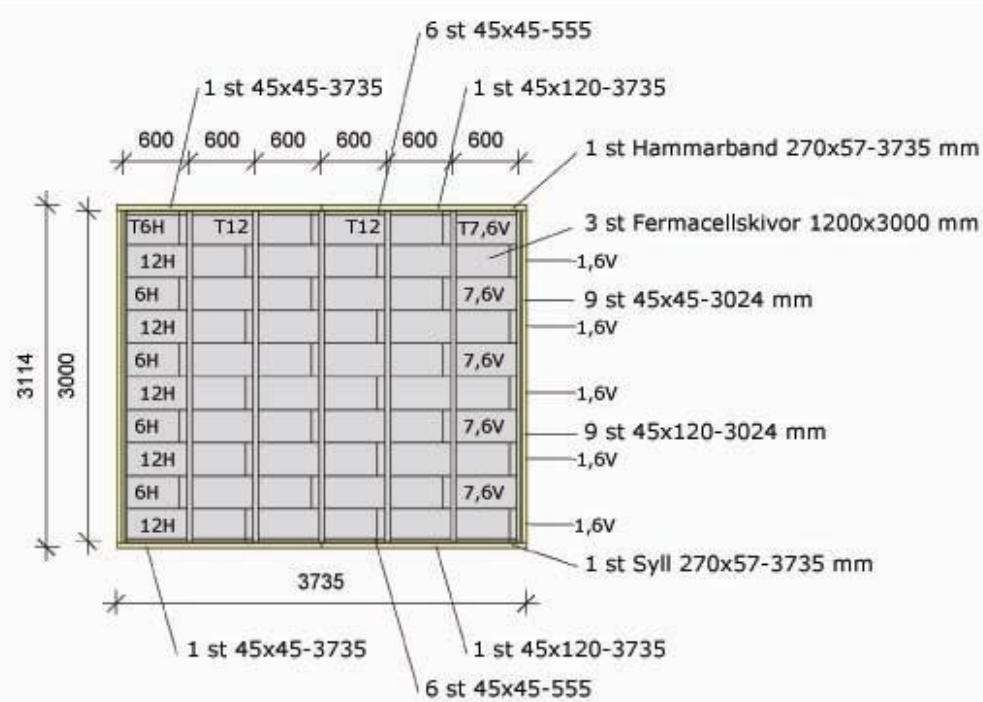 6 st 45x45-555
1 st 45x45-3735
1 st 45x120-3735
600 600 600 600 600 600
1 st Hammarband 270x57-3735 mm
T6H T12 T12 T7,6V
3 st Fermacellskivor 1200x3000 mm
12H
1,6V
6H
7,6V
9 st 45x45-3024 mm
12H
1,6V
3114
3000
6H
7,6V
12H
1,6V
6H
7,6V
9 st 45x120-3024 mm
12H
1,6V
6H
7,6V
12H
1,6V
1 st Syll 270x57-3735 mm
3735
1 st 45x45-3735
1 st 45x120-3735
6 st 45x45-555